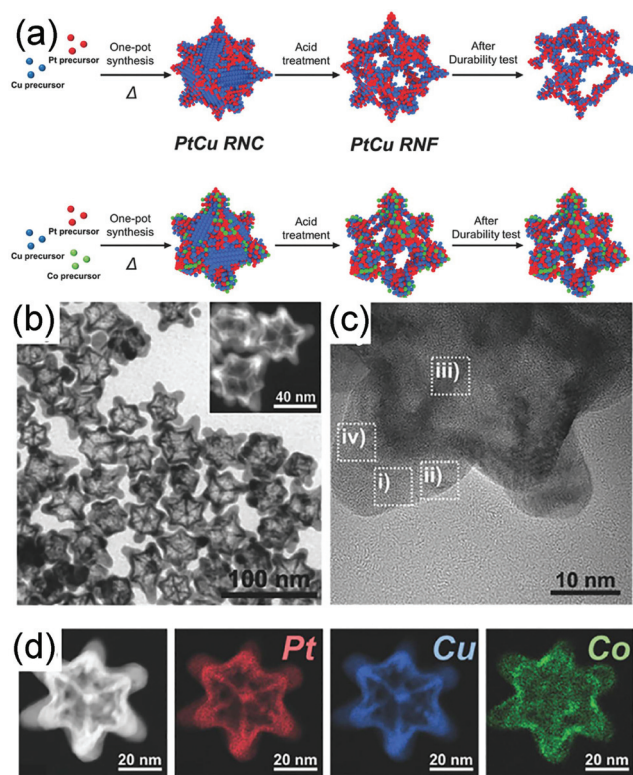 (a)
Pt precursor
Cu precursor
One-pot
synthesis
Δ
PtCu RNC
Acid
treatment
PtCu RNF
After
Durability test
Pt precursor
Cu precursor
Co precursor
One-pot
synthesis
Δ
Acid
treatment
After
Durability test
(b)
40 nm
100 nm
(c)
iii)
iv)
i)
ii)
10 nm
(d)
20 nm
Pt
20 nm
Cu
20 nm
Co
20 nm